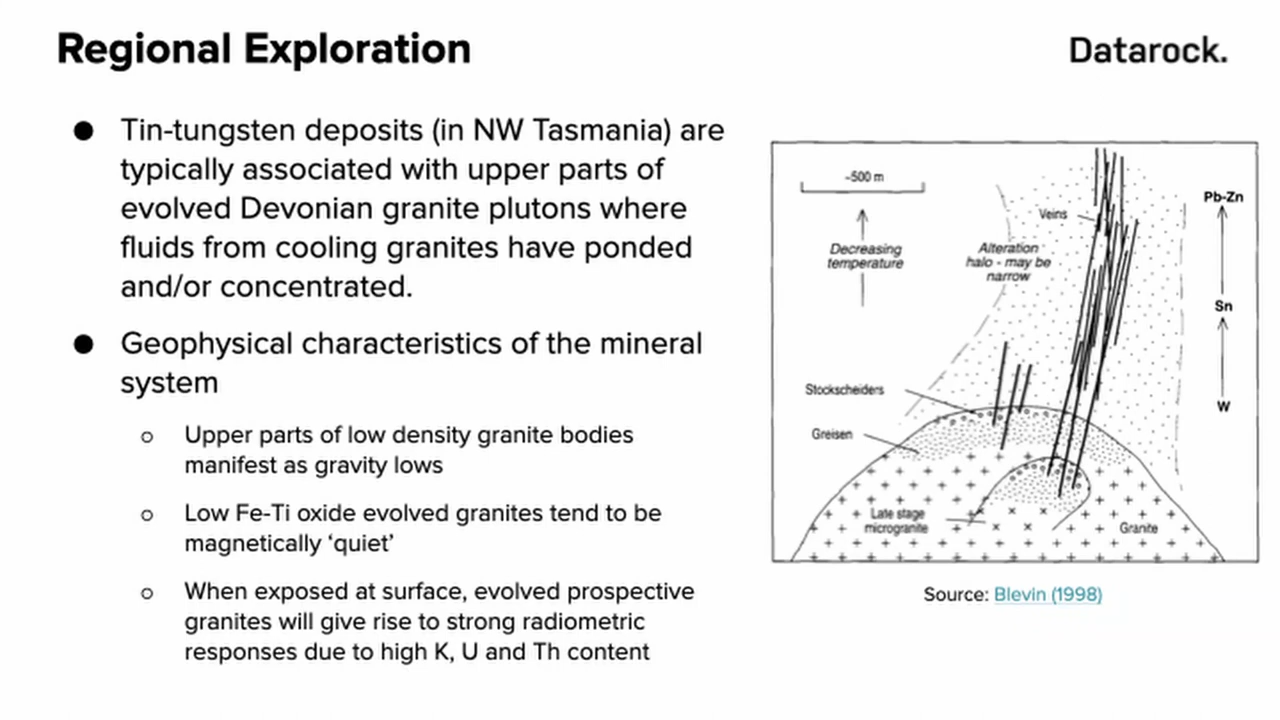 Regional Exploration
Datarock.
● Tin-tungsten deposits (in NW Tasmania) are
typically associated with upper parts of
evolved Devonian granite plutons where
fluids from cooling granites have ponded
and/or concentrated.
● Geophysical characteristics of the mineral
system
○ Upper parts of low density granite bodies
manifest as gravity lows
○ Low Fe-Ti oxide evolved granites tend to be
magnetically ‘quiet’
○ When exposed at surface, evolved prospective
granites will give rise to strong radiometric
responses due to high K, U and Th content
~500 m
Decreasing
temperature
Alteration
halo - may be
narrow
Veins
Pb-Zn
Sn
W
Stockscheiders
Greisen
Late stage
microgranite
Granite
Source: Blevin (1998)